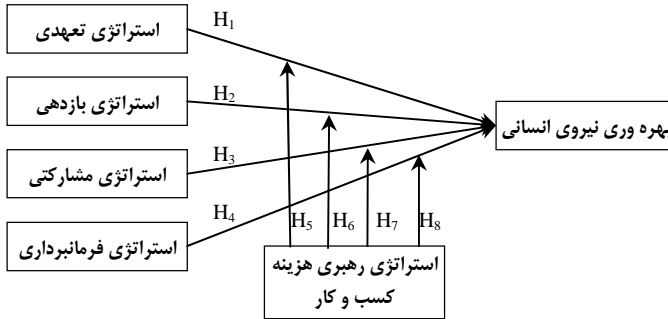 استراتژی تعهدی
H1
استراتژی بازدهی
H2
بهره وری نیروی انسانی
استراتژی مشارکتی
H3
استراتژی فرمانبرداری
H4
H5
H6
H7
H8
استراتژی رهبری هزینه
کسب و کار